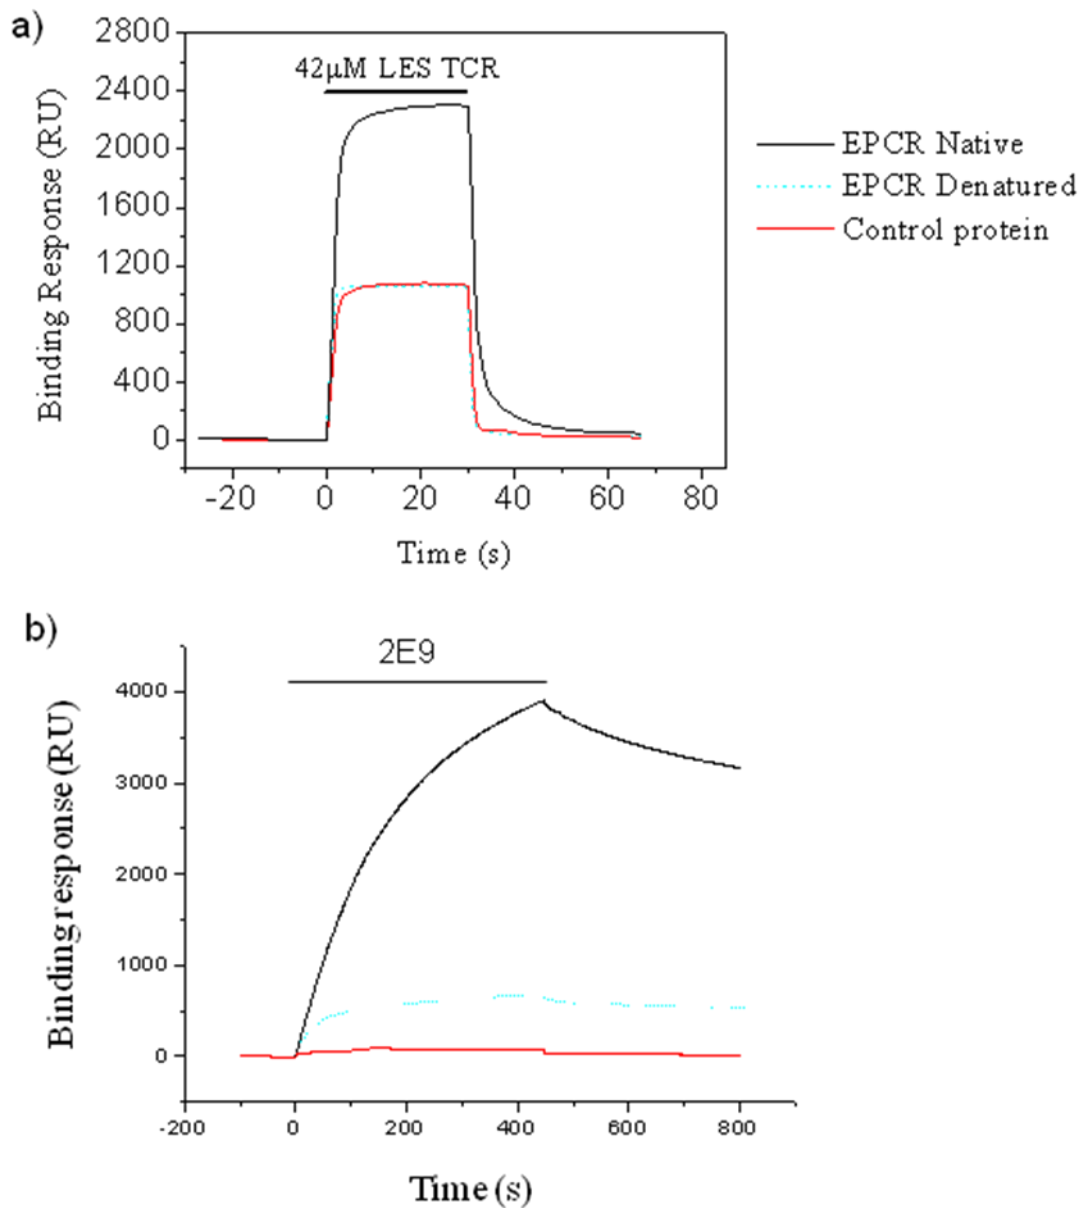 a)
2800
2400
2000
1600
1200
800
400
0
Binding Response (RU)
42μM LES TCR
EPCR Native
EPCR Denatured
Control protein
-20 0 20 40 60 80
Time (s)
b)
2E9
4000
3000
2000
1000
0
Binding response (RU)
-200 0 200 400 600 800
Time (s)